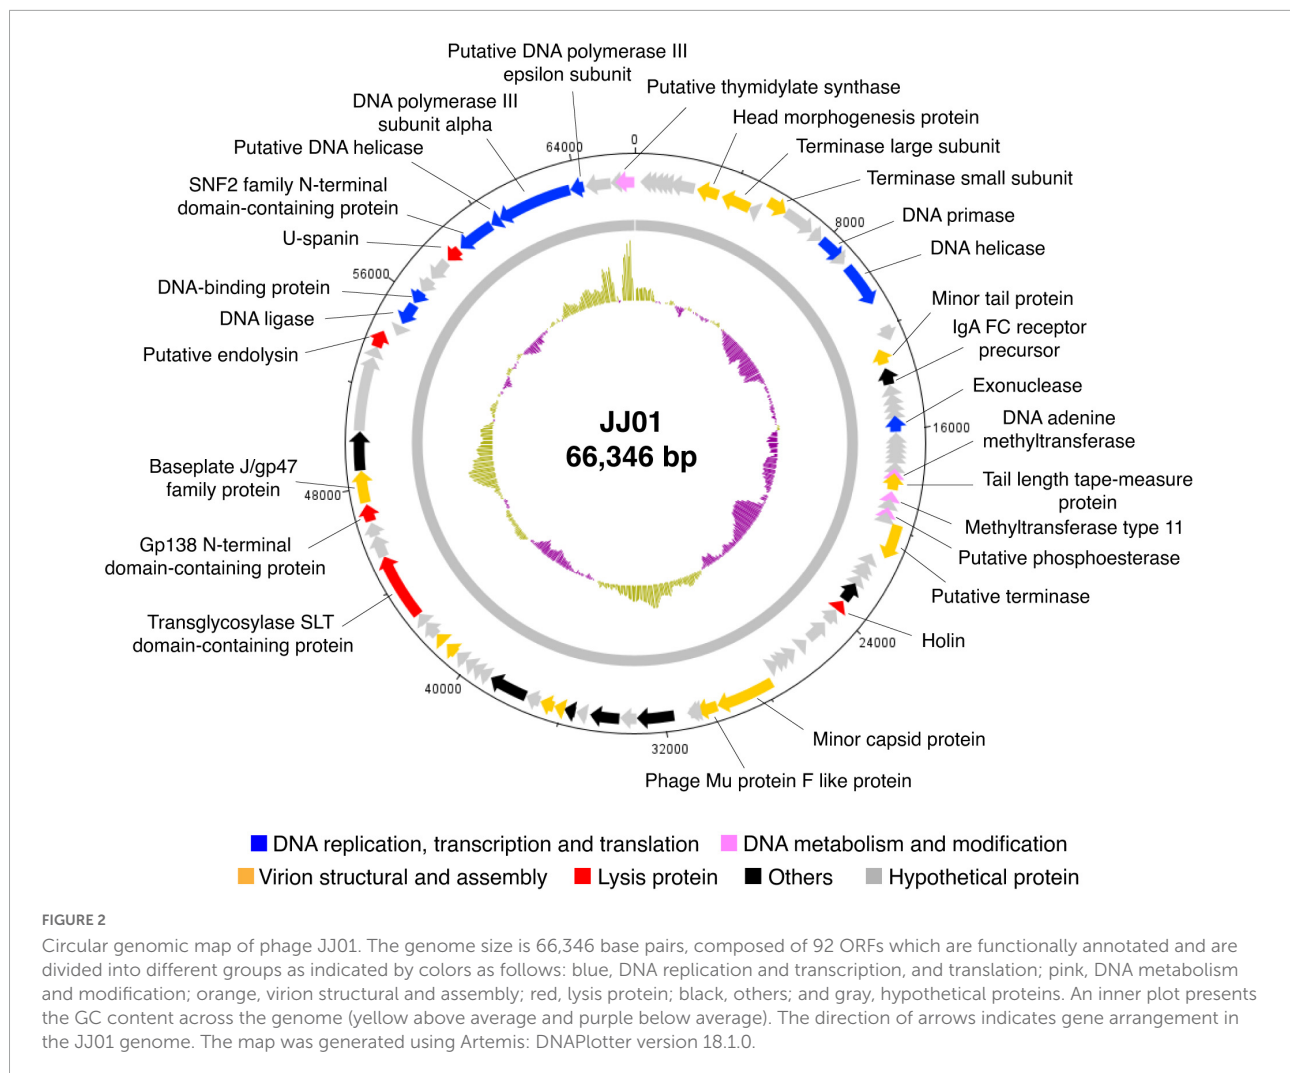 Putative DNA polymerase III
epsilon subunit
Putative thymidylate synthase
DNA polymerase III
subunit alpha
Head morphogenesis protein
Putative DNA helicase
64000
0
Terminase large subunit
SNF2 family N-terminal
domain-containing protein
Terminase small subunit
8000
DNA primase
U-spanin
DNA helicase
56000
DNA-binding protein
DNA ligase
Minor tail protein
IgA FC receptor
precursor
Putative endolysin
Exonuclease
JJ01
66,346 bp
16000
DNA adenine
methyltransferase
Baseplate J/gp47
family protein
48000
Tail length tape-measure
protein
Methyltransferase type 11
Gp138 N-terminal
domain-containing protein
Putative phosphoesterase
Putative terminase
Transglycosylase SLT
domain-containing protein
Holin
24000
40000
32000
Minor capsid protein
Phage Mu protein F like protein
DNA replication, transcription and translation
DNA metabolism and modification
Virion structural and assembly
Lysis protein
Others
Hypothetical protein
FIGURE 2
Circular genomic map of phage JJ01. The genome size is 66,346 base pairs, composed of 92 ORFs which are functionally annotated and are
divided into different groups as indicated by colors as follows: blue, DNA replication and transcription, and translation; pink, DNA metabolism
and modification; orange, virion structural and assembly; red, lysis protein; black, others; and gray, hypothetical proteins. An inner plot presents
the GC content across the genome (yellow above average and purple below average). The direction of arrows indicates gene arrangement in
the JJ01 genome. The map was generated using Artemis: DNAPlotter version 18.1.0.